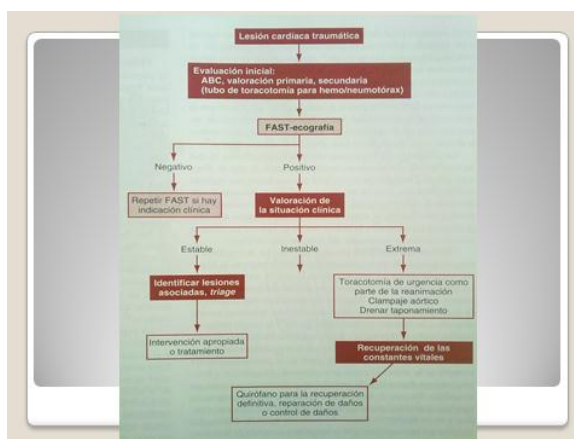 Lesión cardíaca traumática
Evaluación inicial:
ABC, valoración primaria, secundaria
(tubo de toracotomía para hemo/neumotórax)
FAST-ecografía
Negativo
Positivo
Repetir FAST si hay
indicación clínica
Valoración de
la situación clínica
Estable
Inestable
Extrema
Identificar lesiones
asociadas, triage
Toracotomía de urgencia como
parte de la reanimación
Clampaje aórtico
Drenar taponamiento
Intervención apropiada
o tratamiento
Recuperación de las
constantes vitales
Quirófano para la recuperación
definitiva, reparación de daños
o control de daños